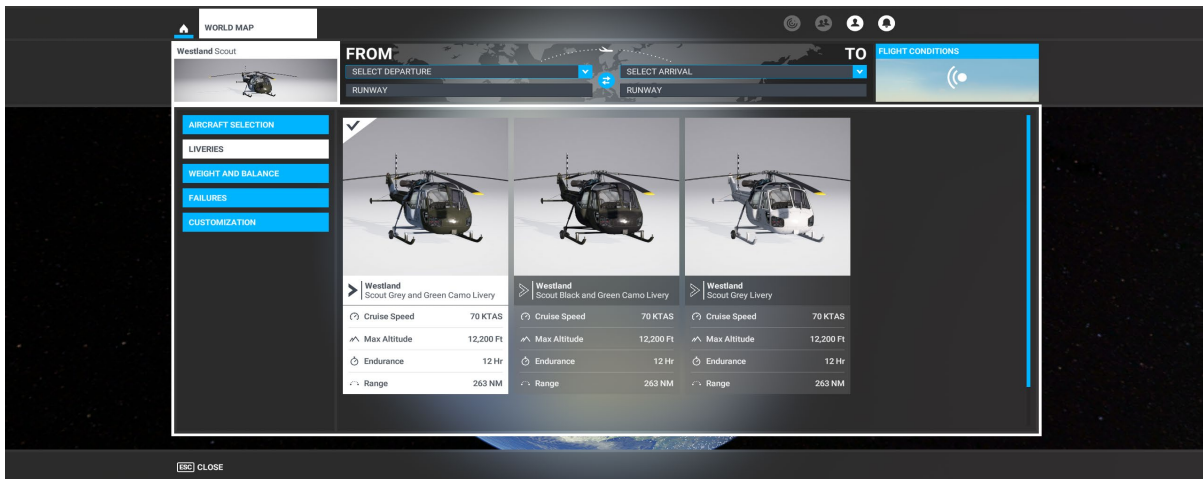 WORLD MAP
Westland Scout
FROM
TO
SELECT DEPARTURE
SELECT ARRIVAL
RUNWAY
RUNWAY
FLIGHT CONDITIONS
AIRCRAFT SELECTION
LIVERIES
WEIGHT AND BALANCE
FAILURES
CUSTOMIZATION
Westland
Scout Grey and Green Camo Livery
Cruise Speed 70 KTAS
Max Altitude 12,200 Ft
Endurance 12 Hr
Range 263 NM
Westland
Scout Black and Green Camo Livery
Cruise Speed 70 KTAS
Max Altitude 12,200 Ft
Endurance 12 Hr
Range 263 NM
Westland
Scout Grey Livery
Cruise Speed 70 KTAS
Max Altitude 12,200 Ft
Endurance 12 Hr
Range 263 NM
ESC CLOSE